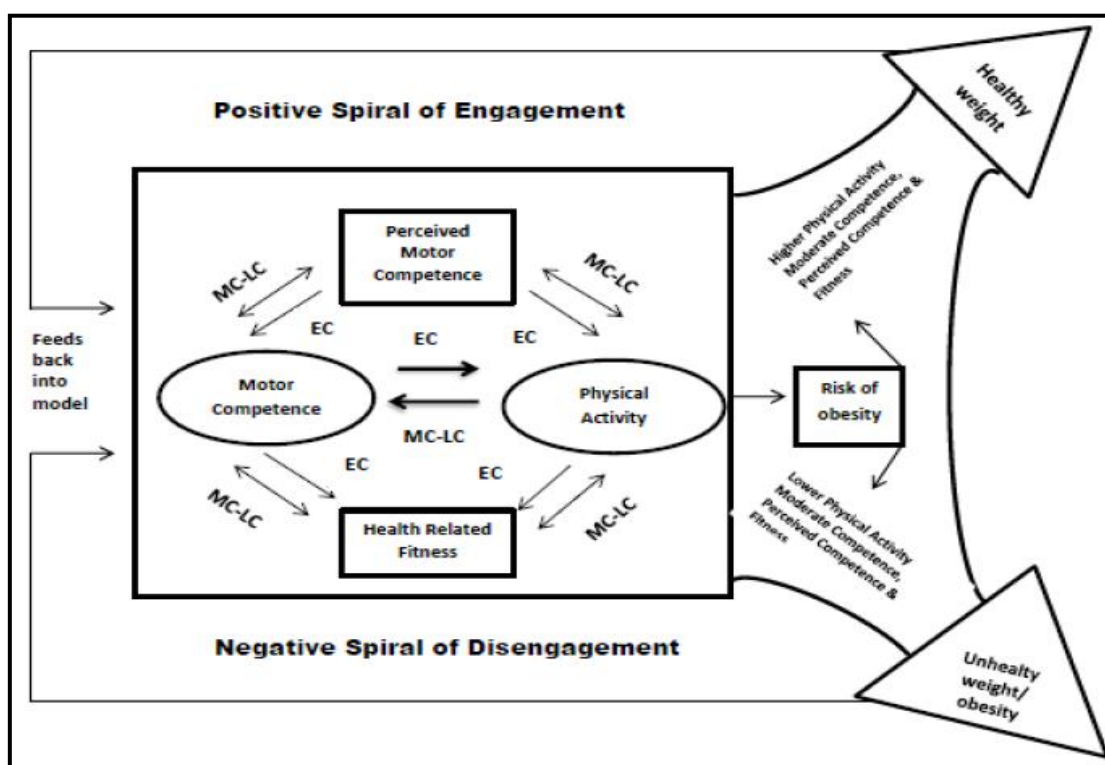 Positive Spiral of Engagement
Healthy
weight
Higher Physical Activity
Moderate Competence,
Perceived Competence &
Fitness
Perceived
Motor
Competence
MC-LC
MC-LC
EC
EC
EC
Feeds
back
into
model
Motor
Competence
Physical
Activity
Risk of
obesity
MC-LC
EC
EC
MC-LC
MC-LC
Health Related
Fitness
Lower Physical Activity
Moderate Competence,
Perceived Competence &
Fitness
Negative Spiral of Disengagement
Unhealty
weight/
obesity